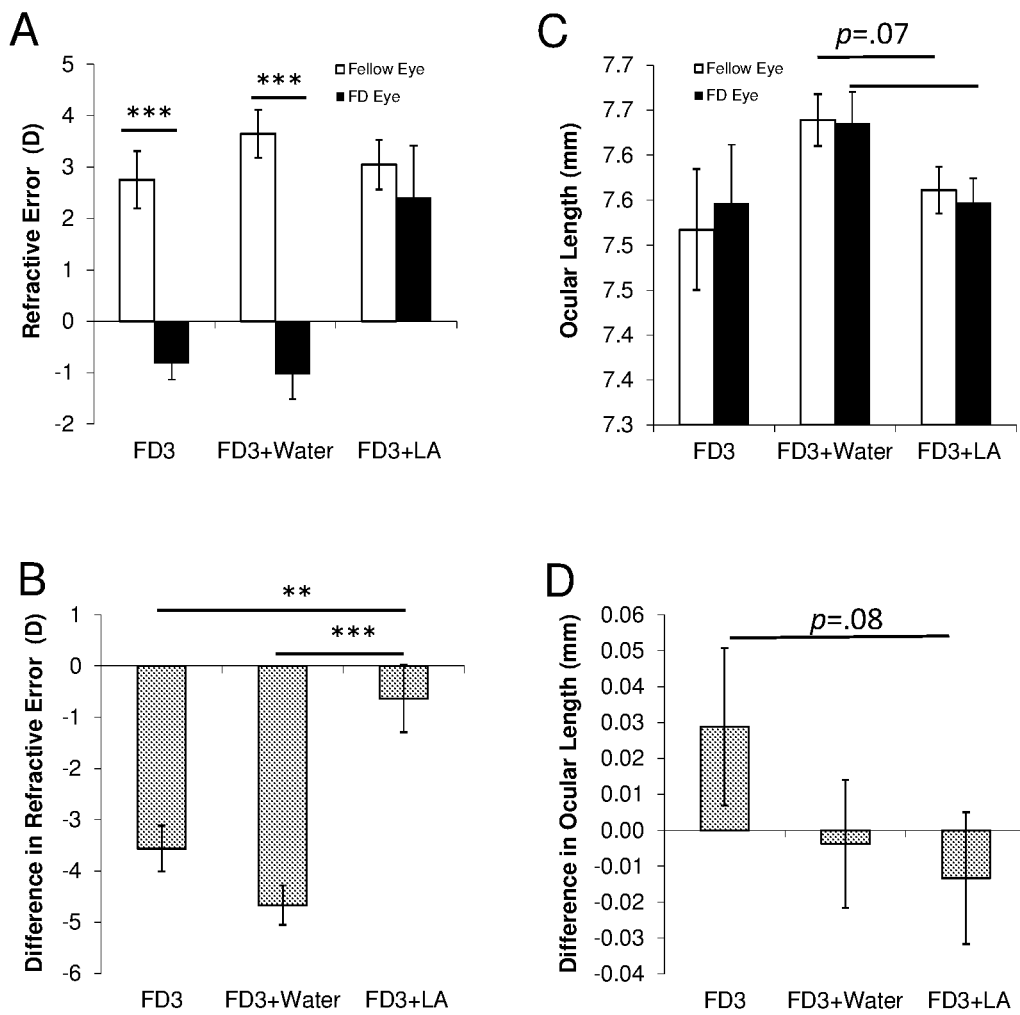 A
Refractive Error (D)
5
4
3
2
1
0
-1
-2
Fellow Eye
FD Eye
***
***
FD3
FD3+Water
FD3+LA
C
Ocular Length (mm)
7.7
7.7
7.6
7.6
7.5
7.5
7.4
7.4
7.3
Fellow Eye
FD Eye
p=.07
FD3
FD3+Water
FD3+LA
B
Difference in Refractive Error (D)
1
0
-1
-2
-3
-4
-5
-6
**
***
FD3
FD3+Water
FD3+LA
D
Difference in Ocular Length (mm)
0.06
0.05
0.04
0.03
0.02
0.01
0.00
-0.01
-0.02
-0.03
-0.04
p=.08
FD3
FD3+Water
FD3+LA